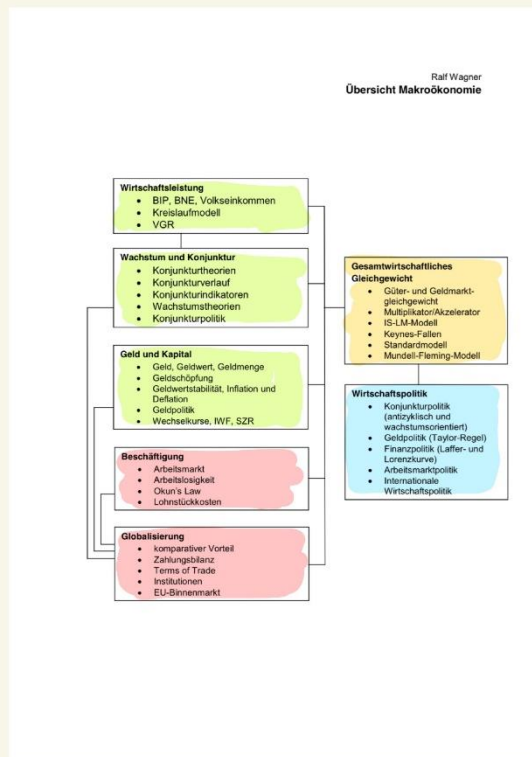 Ralf Wagner
Übersicht Makroökonomie
Wirtschaftsleistung
• BIP, BNE, Volkseinkommen
• Kreislaufmodell
• VGR
Wachstum und Konjunktur
• Konjunkturtheorien
• Konjunkturverlauf
• Konjunkturindikatoren
• Wachstumstheorien
• Konjunkturpolitik
Geld und Kapital
• Geld, Geldwert, Geldmenge
• Geldschöpfung
• Geldwertstabilität, Inflation und
Deflation
• Geldpolitik
• Wechselkurse, IWF, SZR
Beschäftigung
• Arbeitsmarkt
• Arbeitslosigkeit
• Okun's Law
• Lohnstückkosten
Globalisierung
• komparativer Vorteil
• Zahlungsbilanz
• Terms of Trade
• Institutionen
• EU-Binnenmarkt
Gesamtwirtschaftliches
Gleichgewicht
• Güter- und Geldmarkt-
gleichgewicht
• Multiplikator/Akzelerator
• IS-LM-Modell
• Keynes-Fallen
• Standardmodell
• Mundell-Fleming-Modell
Wirtschaftspolitik
• Konjunkturpolitik
(antizyklisch und
wachstumsorientiert)
• Geldpolitik (Taylor-Regel)
• Finanzpolitik (Laffer- und
Lorenzkurve)
• Arbeitsmarktpolitik
• Internationale
Wirtschaftspolitik